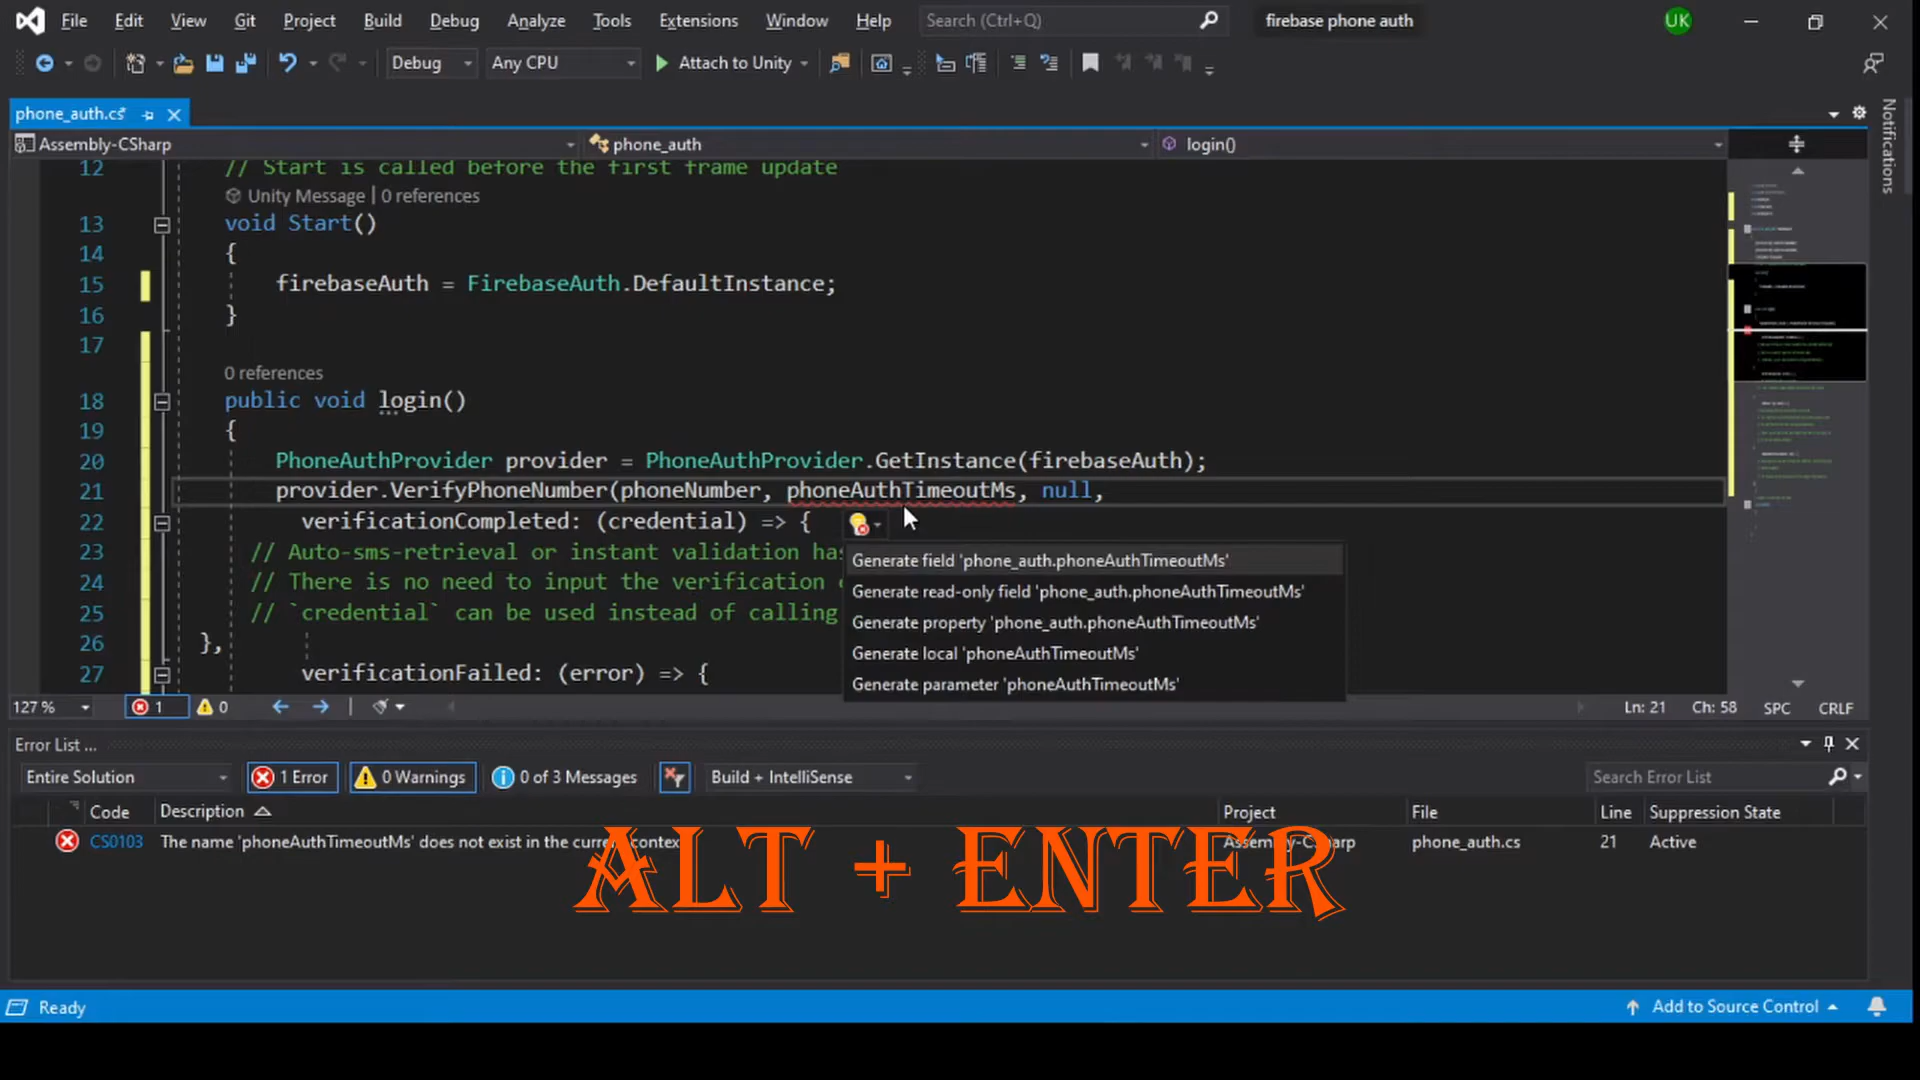 File Edit View Git Project Build Debug Analyze Tools Extensions Window Help Search (Ctrl+Q) firebase phone auth UK
Debug Any CPU Attach to Unity
phone_auth.cs*
Notifications
Assembly-CSharp phone_auth login()
12 // Start is called before the first frame update
Unity Message | 0 references
13 void Start()
14 {
15 firebaseAuth = FirebaseAuth.DefaultInstance;
16 }
17
0 references
18 public void login()
19 {
20 PhoneAuthProvider provider = PhoneAuthProvider.GetInstance(firebaseAuth);
21 provider.VerifyPhoneNumber(phoneNumber, phoneAuthTimeoutMs, null,
22 verificationCompleted: (credential) => {
23 // Auto-sms-retrieval or instant validation has
Generate field 'phone_auth.phoneAuthTimeoutMs'
24 // There is no need to input the verification
Generate read-only field 'phone_auth.phoneAuthTimeoutMs'
25 // `credential` can be used instead of calling
Generate property 'phone_auth.phoneAuthTimeoutMs'
26 },
Generate local 'phoneAuthTimeoutMs'
27 verificationFailed: (error) => {
Generate parameter 'phoneAuthTimeoutMs'
127 % 1 0 Ln: 21 Ch: 58 SPC CRLF
Error List ...
Entire Solution 1 Error 0 Warnings 0 of 3 Messages Build + IntelliSense Search Error List
Code Description Project File Line Suppression State
CS0103 The name 'phoneAuthTimeoutMs' does not exist in the current context Assembly-CSharp phone_auth.cs 21 Active
ALT + ENTER
Ready Add to Source Control